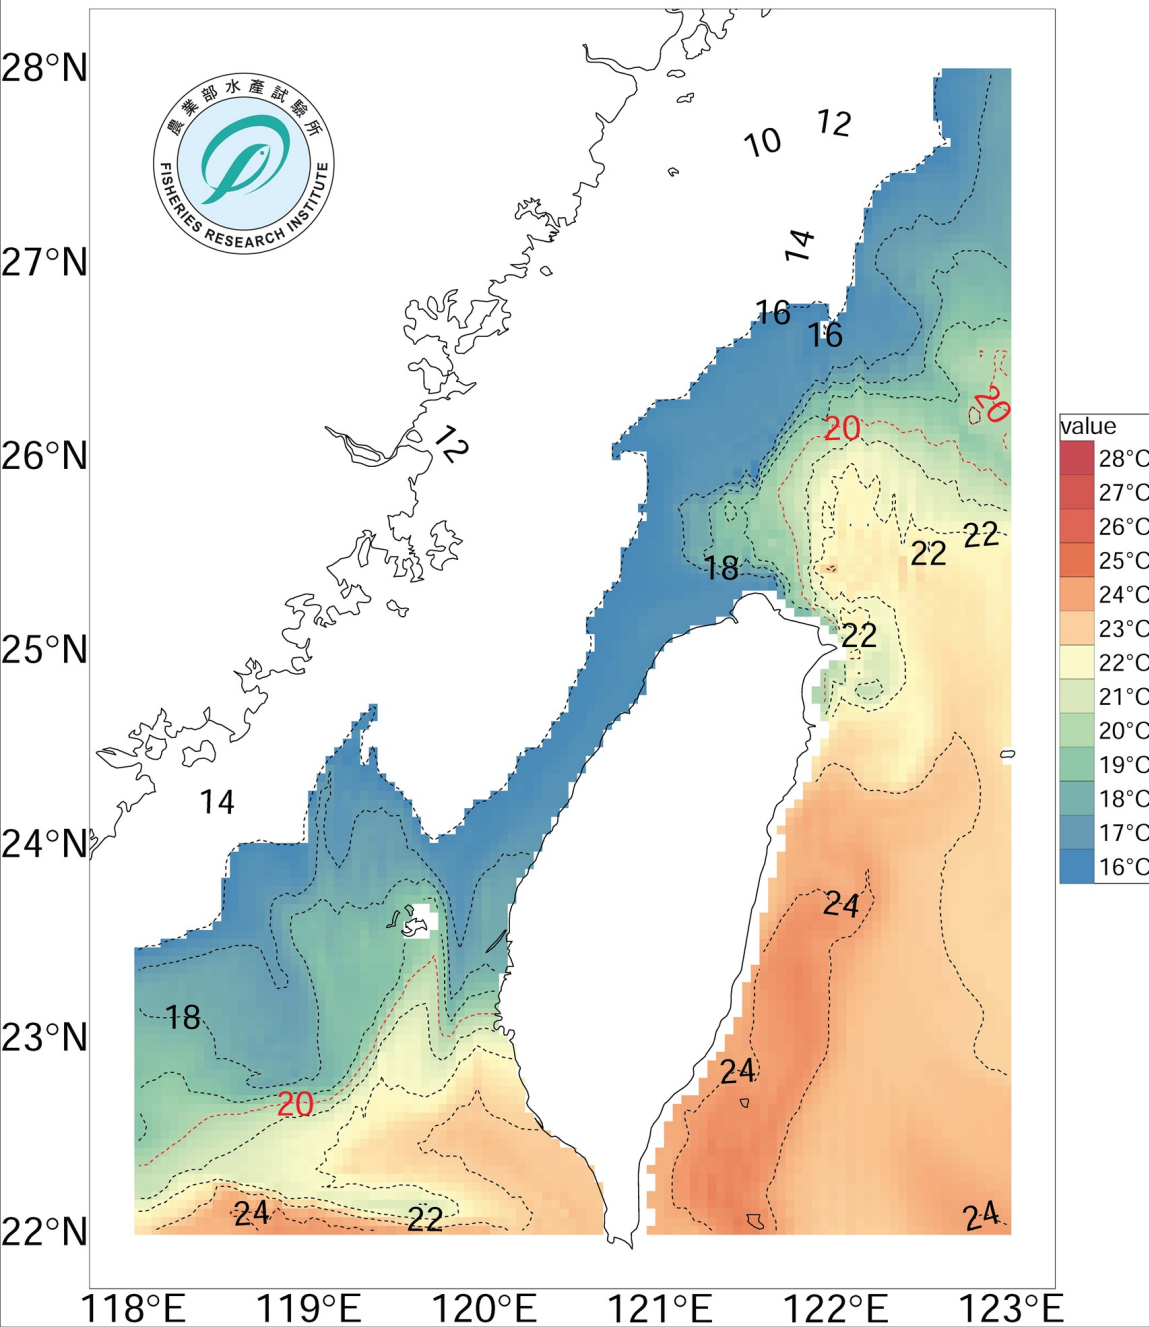 28°N
27°N
26°N
25°N
24°N
23°N
22°N
農業部水產試驗所
FISHERIES RESEARCH INSTITUTE
10
12
14
16
16
12
20
20
22
22
18
22
14
24
18
24
20
24
22
24
118°E
119°E
120°E
121°E
122°E
123°E
value
28°C
27°C
26°C
25°C
24°C
23°C
22°C
21°C
20°C
19°C
18°C
17°C
16°C